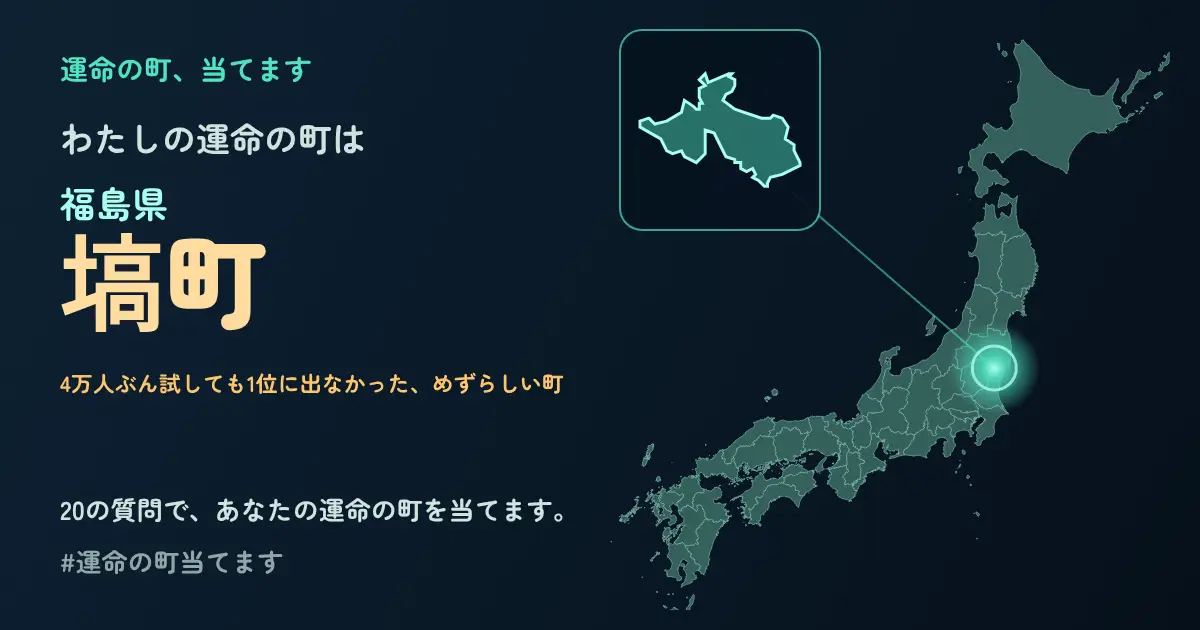 運命の町、当てます
わたしの運命の町は
福島県
塙町
4万人ぶん試しても1位に出なかった、めずらしい町
20の質問で、あなたの運命の町を当てます。
#運命の町当てます